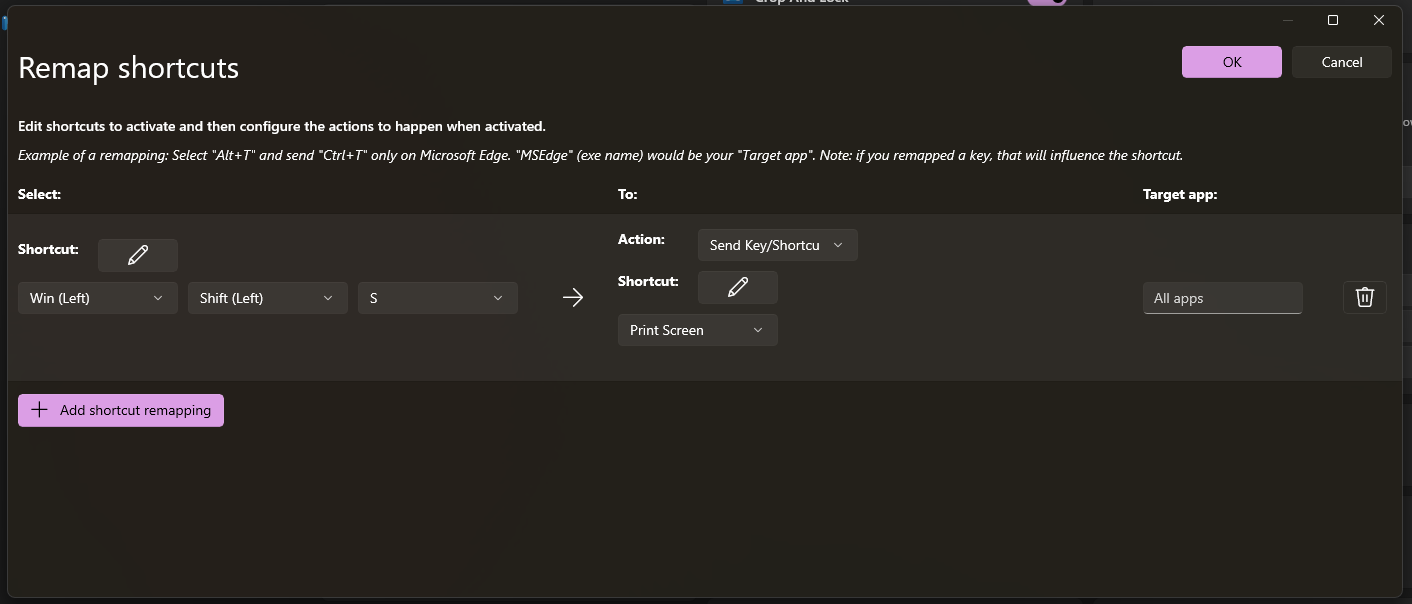 Crop And Lock
Remap shortcuts
OK
Cancel
Edit shortcuts to activate and then configure the actions to happen when activated.
Example of a remapping: Select "Alt+T" and send "Ctrl+T" only on Microsoft Edge. "MSEdge" (exe name) would be your "Target app". Note: if you remapped a key, that will influence the shortcut.
Select:
To:
Target app:
Shortcut:
Win (Left)
Shift (Left)
S
Action:
Send Key/Shortcu
Shortcut:
Print Screen
All apps
Add shortcut remapping